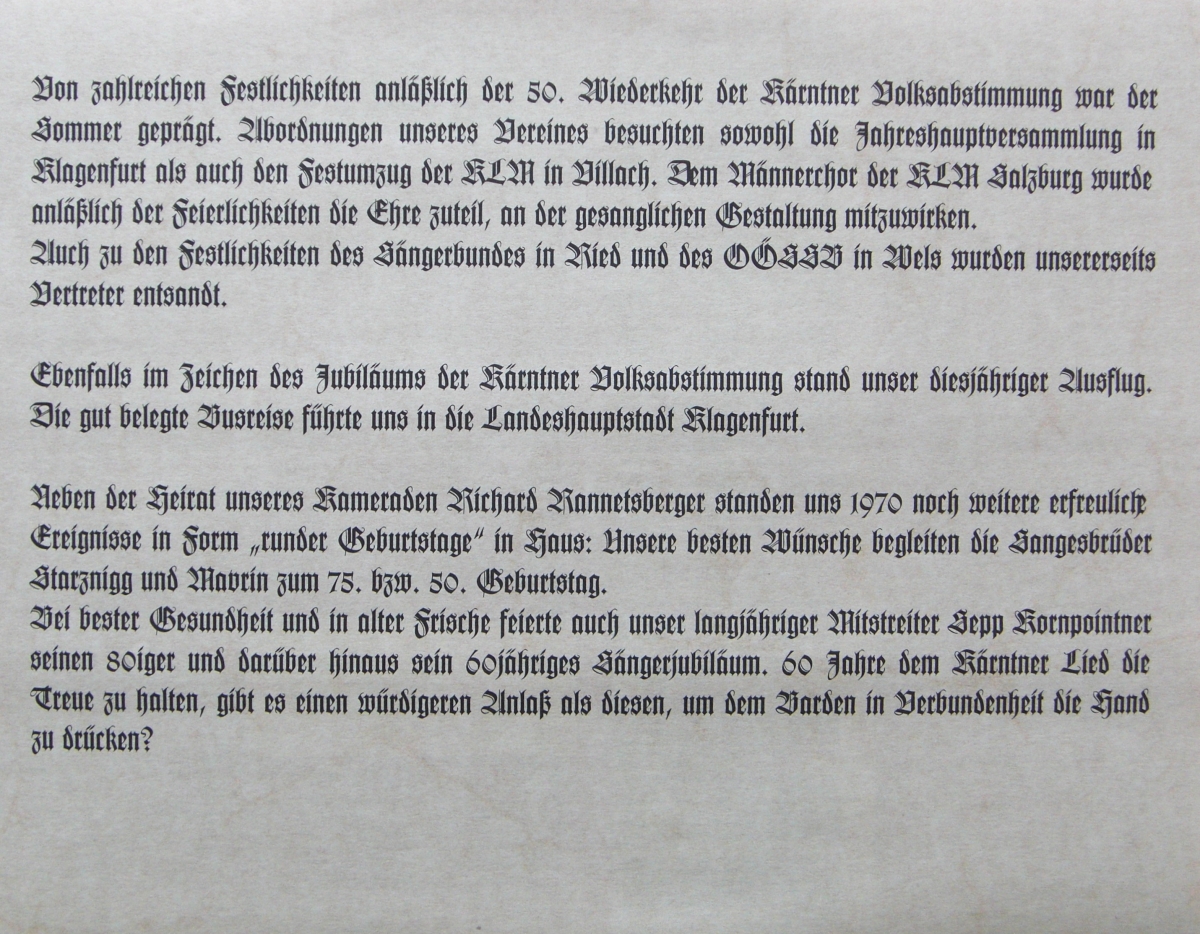 Von zahlreichen Festlichkeiten anläßlich der 50. Wiederkehr der Kärntner Volksabstimmung war der
Sommer geprägt. Abordnungen unseres Vereines besuchten sowohl die Jahreshauptversammlung in
Klagenfurt als auch den Festumzug der KLM in Villach. Dem Männerchor der KLM Salzburg wurde
anläßlich der Feierlichkeiten die Ehre zuteil, an der gesanglichen Gestaltung mitzuwirken.
Auch zu den Festlichkeiten des Sängerbundes in Ried und des OÖSSB in Wels wurden unsererseits
Vertreter entsandt.
Ebenfalls im Zeichen des Jubiläums der Kärntner Volksabstimmung stand unser diesjähriger Ausflug.
Die gut belegte Busreise führte uns in die Landeshauptstadt Klagenfurt.
Neben der Heirat unseres Kameraden Richard Rannetsberger standen uns 1970 noch weitere erfreuliche
Ereignisse in Form „runder Geburtstage“ in Haus: Unsere besten Wünsche begleiten die Sangesbrüder
Starznigg und Mavrin zum 75. bzw. 50. Geburtstag.
Bei bester Gesundheit und in alter Frische feierte auch unser langjähriger Mitstreiter Sepp Kornpointner
seinen 80iger und darüber hinaus sein 60jähriges Sängerjubiläum. 60 Jahre dem Kärntner Lied die
Treue zu halten, gibt es einen würdigeren Anlaß als diesen, um dem Barden in Verbundenheit die Hand
zu drücken?